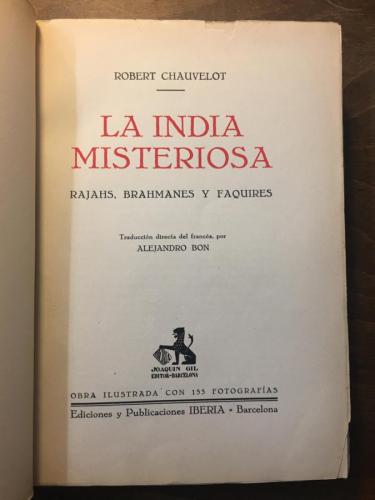 ROBERT CHAUVELOT
LA INDIA
MISTERIOSA
RAJAHS, BRAHMANES Y FAQUIRES
Traducción directa del francés, por
ALEJANDRO BON
JOAQUIN GIL
EDITOR-BARCELONA
OBRA ILUSTRADA CON 155 FOTOGRAFÍAS
Ediciones y Publicaciones IBERIA - Barcelona